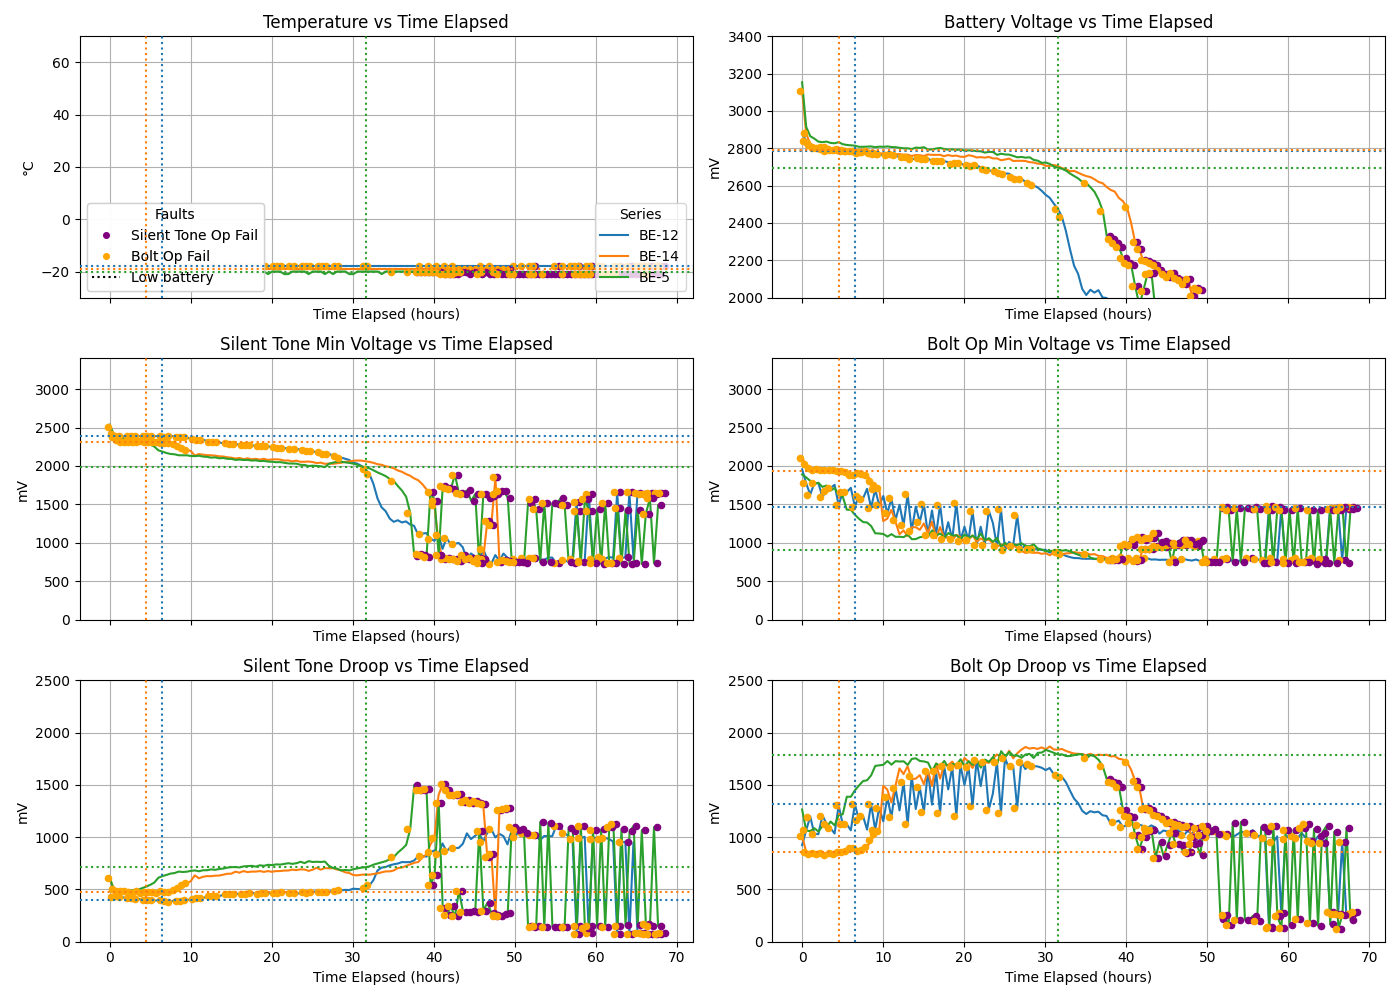 Temperature vs Time Elapsed
°C
60
40
20
0
−20
Faults
Silent Tone Op Fail
Bolt Op Fail
Low battery
Series
BE-12
BE-14
BE-5
Time Elapsed (hours)
Battery Voltage vs Time Elapsed
mV
3400
3200
3000
2800
2600
2400
2200
2000
Time Elapsed (hours)
Silent Tone Min Voltage vs Time Elapsed
mV
3000
2500
2000
1500
1000
500
0
Time Elapsed (hours)
Bolt Op Min Voltage vs Time Elapsed
mV
3000
2500
2000
1500
1000
500
0
Time Elapsed (hours)
Silent Tone Droop vs Time Elapsed
mV
2500
2000
1500
1000
500
0
0 10 20 30 40 50 60 70
Time Elapsed (hours)
Bolt Op Droop vs Time Elapsed
mV
2500
2000
1500
1000
500
0
0 10 20 30 40 50 60 70
Time Elapsed (hours)